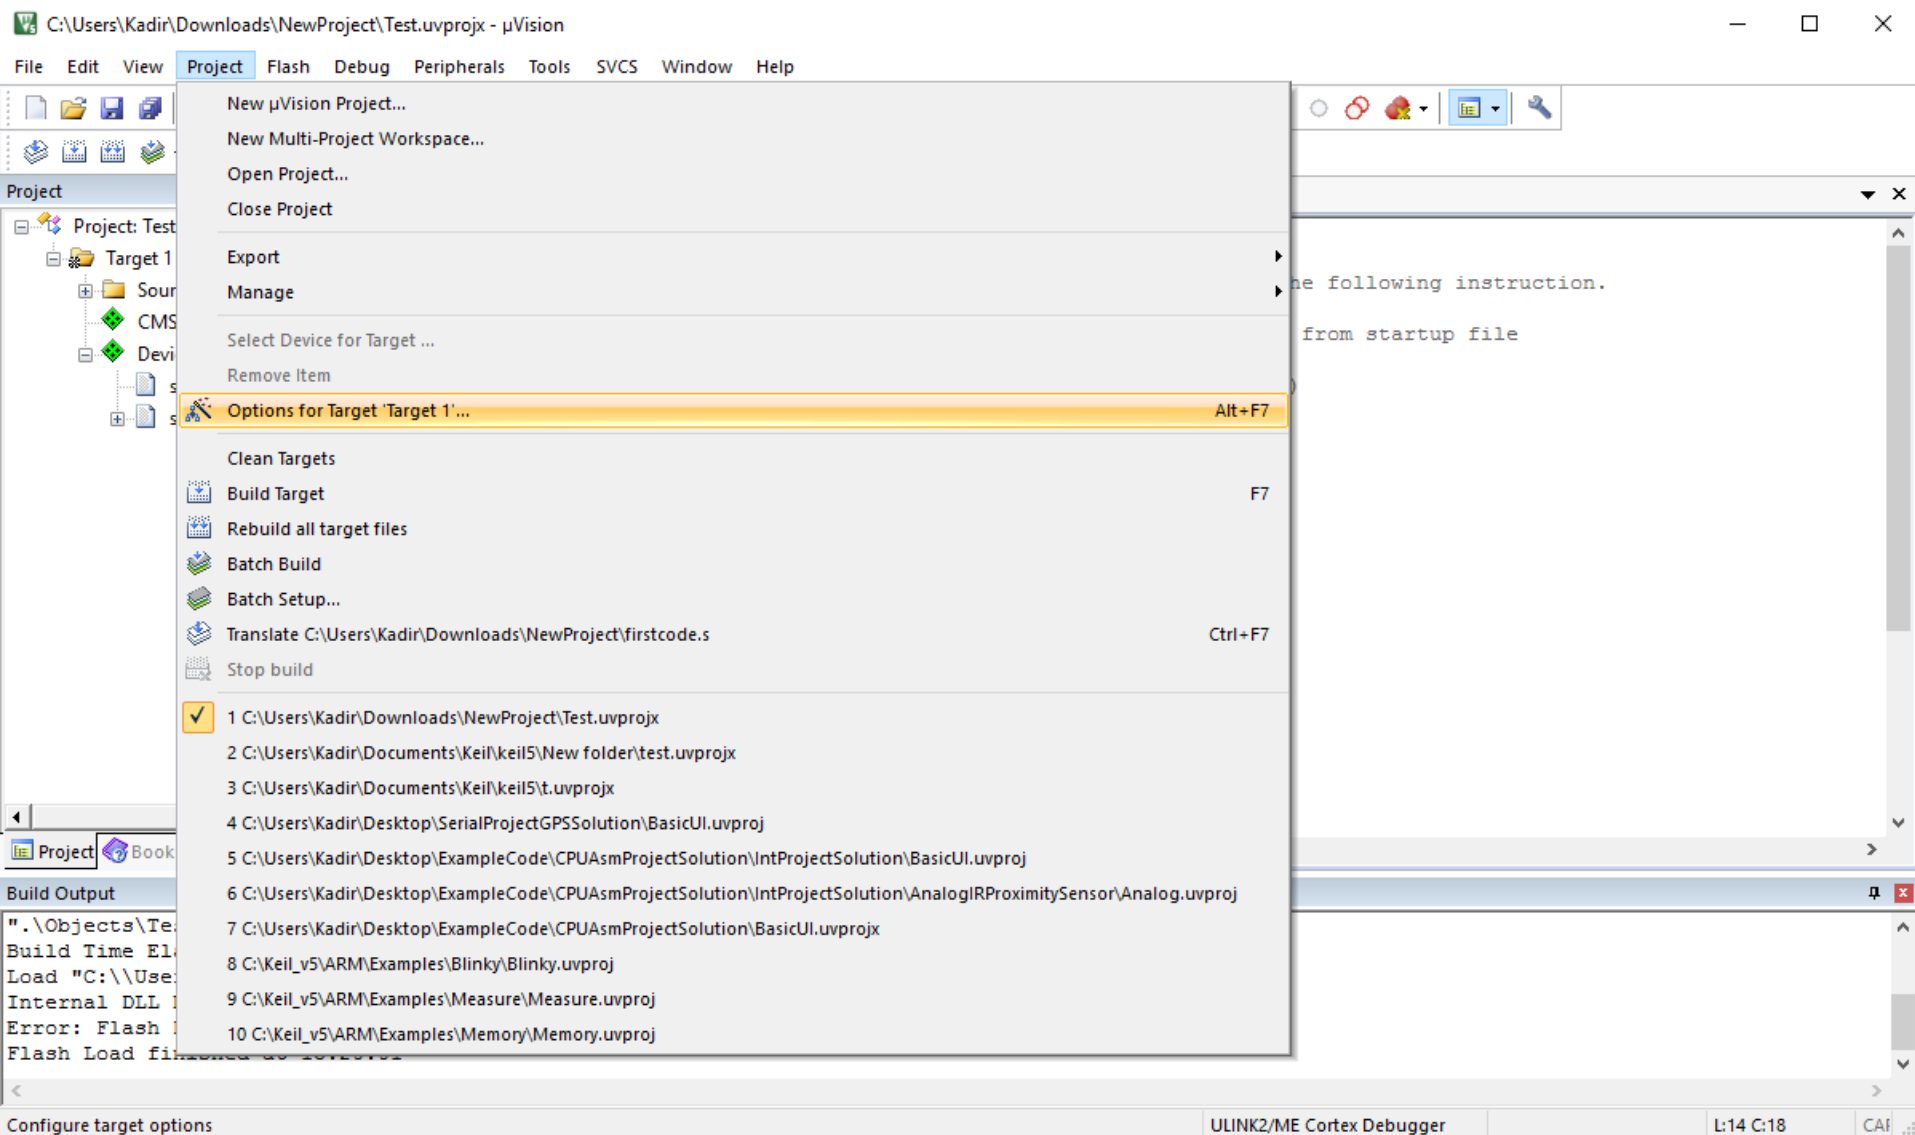 C:\Users\Kadir\Downloads\NewProject\Test.uvprojx - µVision
File Edit View Project Flash Debug Peripherals Tools SVCS Window Help
New µVision Project...
New Multi-Project Workspace...
Open Project...
Close Project
Export
Manage
Select Device for Target ...
Remove Item
Options for Target 'Target 1'... Alt+F7
Clean Targets
Build Target F7
Rebuild all target files
Batch Build
Batch Setup...
Translate C:\Users\Kadir\Downloads\NewProject\firstcode.s Ctrl+F7
Stop build
1 C:\Users\Kadir\Downloads\NewProject\Test.uvprojx
2 C:\Users\Kadir\Documents\Keil\keil5\New folder\test.uvprojx
3 C:\Users\Kadir\Documents\Keil\keil5\t.uvprojx
4 C:\Users\Kadir\Desktop\SerialProjectGPSSolution\BasicUI.uvproj
5 C:\Users\Kadir\Desktop\ExampleCode\CPUAsmProjectSolution\IntProjectSolution\BasicUI.uvproj
6 C:\Users\Kadir\Desktop\ExampleCode\CPUAsmProjectSolution\IntProjectSolution\AnalogIRProximitySensor\Analog.uvproj
7 C:\Users\Kadir\Desktop\ExampleCode\CPUAsmProjectSolution\BasicUI.uvprojx
8 C:\Keil_v5\ARM\Examples\Blinky\Blinky.uvproj
9 C:\Keil_v5\ARM\Examples\Measure\Measure.uvproj
10 C:\Keil_v5\ARM\Examples\Memory\Memory.uvproj
Project
Project: Test
Target 1
Sour
CMS
Devi
s
s
he following instruction.
from startup file
)
Project Book
Build Output
".\Objects\Te
Build Time El
Load "C:\\Use
Internal DLL
Error: Flash
Flash Load fi
Configure target options ULINK2/ME Cortex Debugger L:14 C:18 CA